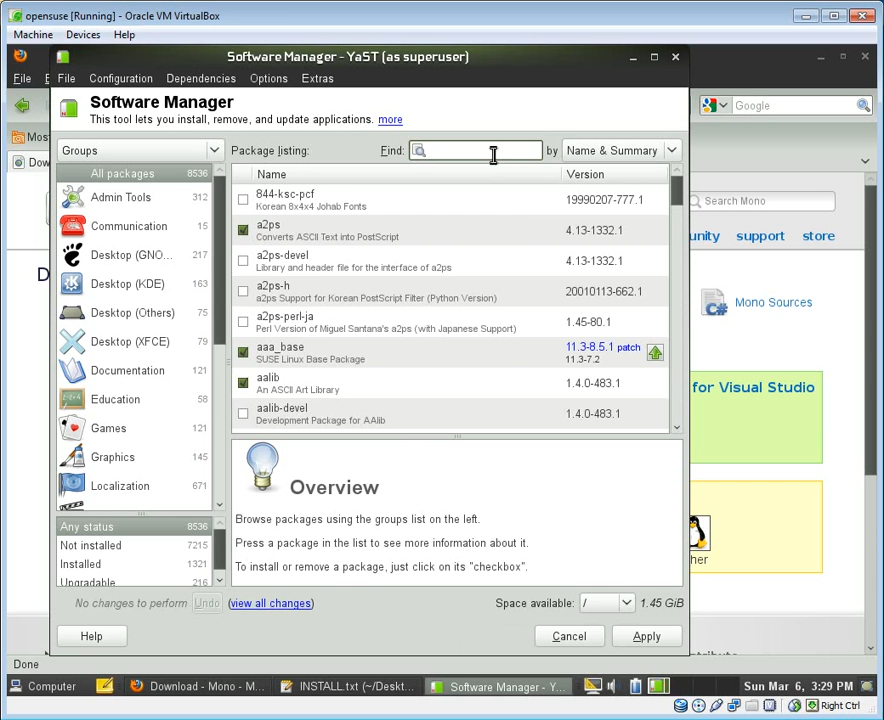 opensuse [Running] - Oracle VM VirtualBox
Machine Devices Help
Software Manager - YaST (as superuser)
File
File Configuration Dependencies Options Extras
Software Manager
This tool lets you install, remove, and update applications. more
Google
Groups
Package listing:
Find:
by
Name & Summary
Dow
All packages 8536
Admin Tools 312
Communication 15
Desktop (GNO... 217
Desktop (KDE) 163
Desktop (Others) 75
Desktop (XFCE) 34
Documentation 121
Education 58
Games 121
Graphics 193
Localization 671
Name Version
844-ksc-pcf
Korean 8x4x4 Johab Fonts
19990207-777.1
a2ps
Converts ASCII Text into PostScript
4.13-1332.1
a2ps-devel
Library and header file for the interface of a2ps
4.13-1332.1
a2ps-h
a2ps Support for Korean PostScript Filter (Python Version)
20010113-662.1
a2ps-perl-ja
Perl Version of Miguel Santana's a2ps (with Japanese Support)
1.45-80.1
aaa_base
SUSE Linux Base Package
11.3-8.5.1 patch
11.3-7.2
aalib
An ASCII Art Library
1.4.0-483.1
aalib-devel
Development Package for AAlib
1.4.0-483.1
Search Mono
unity support store
D
Mono Sources
for Visual Studio
her
Any status 8536
Not installed 7215
Installed 1321
Upgradable 216
Overview
Browse packages using the groups list on the left.
Press a package in the list to see more information about it.
To install or remove a package, just click on its "checkbox".
No changes to perform Undo (view all changes)
Space available: / 1.45 GiB
Help Cancel Apply
Done
Computer
Download - Mono - M...
INSTALL.txt (~/Deskt...
Software Manager - Y...
Sun Mar 6, 3:29 PM
Right Ctrl